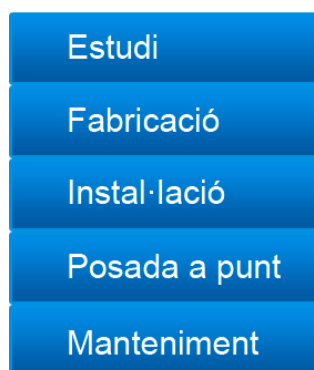 Estudi
Fabricació
Instal·lació
Posada a punt
Manteniment